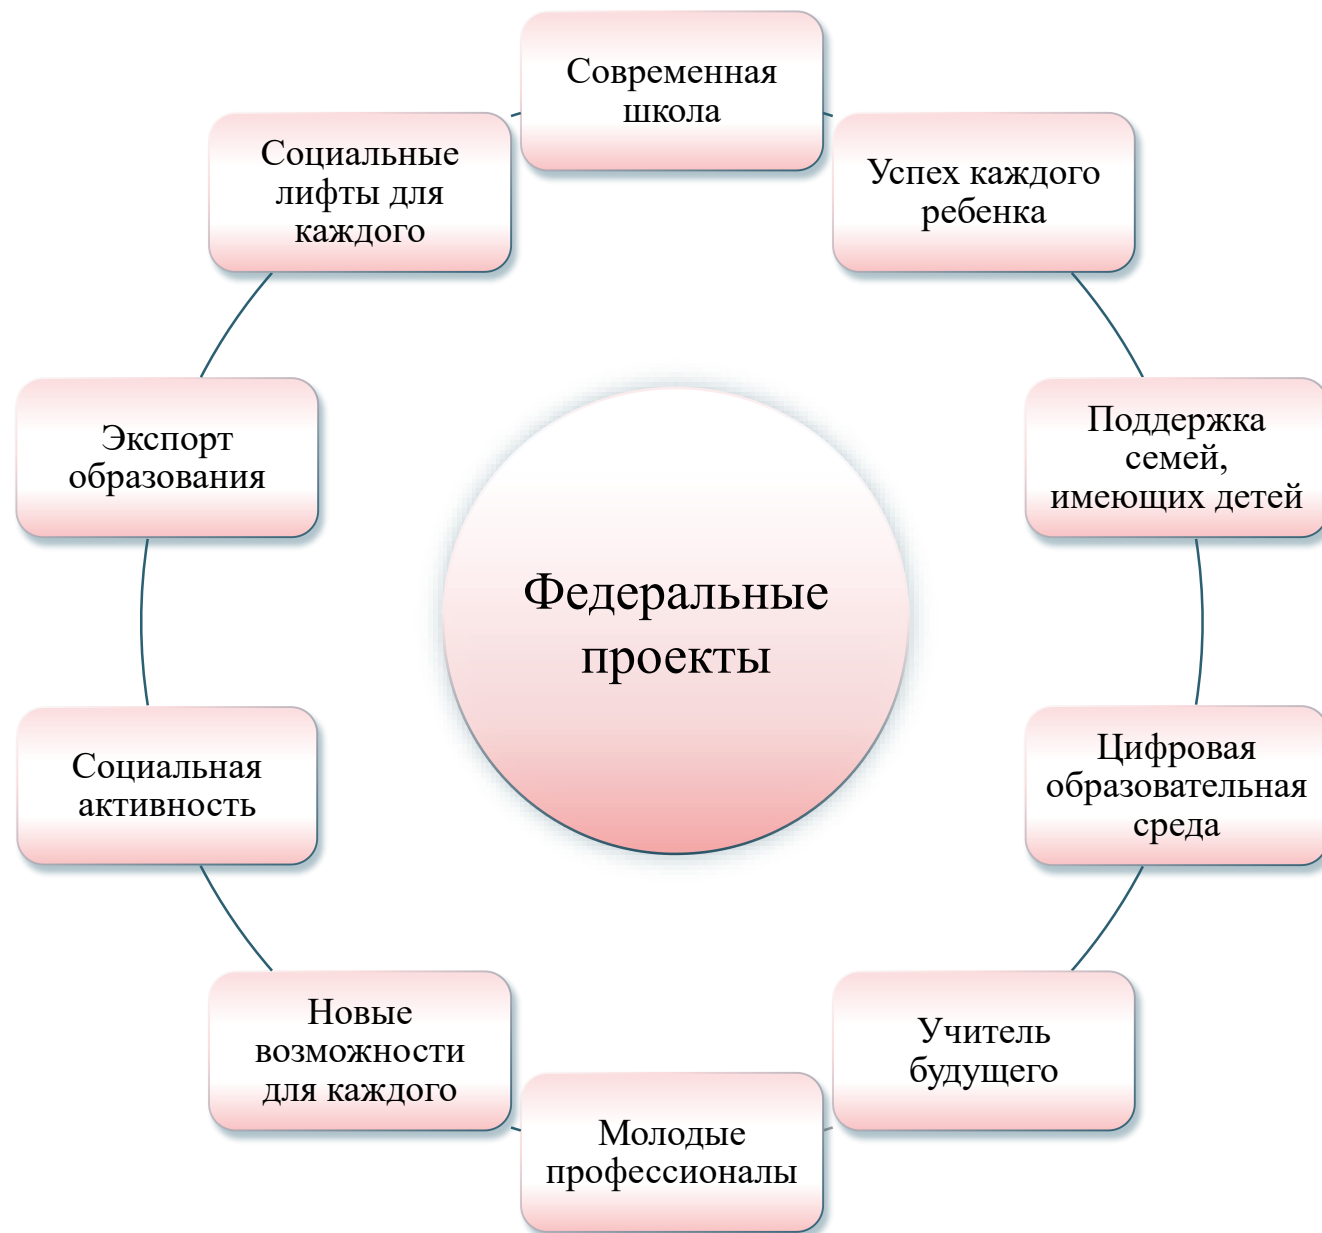 Современная
школа
Успех каждого
ребенка
Поддержка
семей,
имеющих детей
Цифровая
образовательная
среда
Учитель
будущего
Молодые
профессионалы
Новые
возможности
для каждого
Социальная
активность
Экспорт
образования
Социальные
лифты для
каждого
Федеральные
проекты